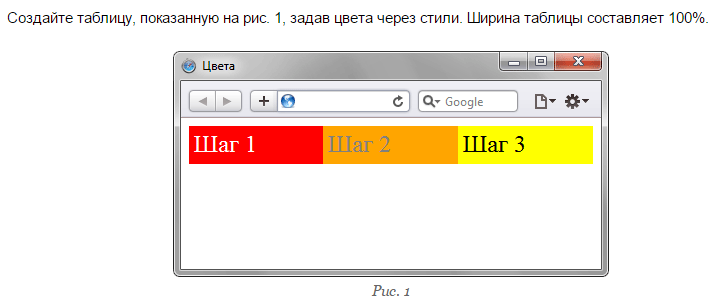 Создайте таблицу, показанную на рис. 1, задав цвета через стили. Ширина таблицы составляет 100%.
Цвета
Google
Шаг 1 Шаг 2 Шаг 3
Рис. 1